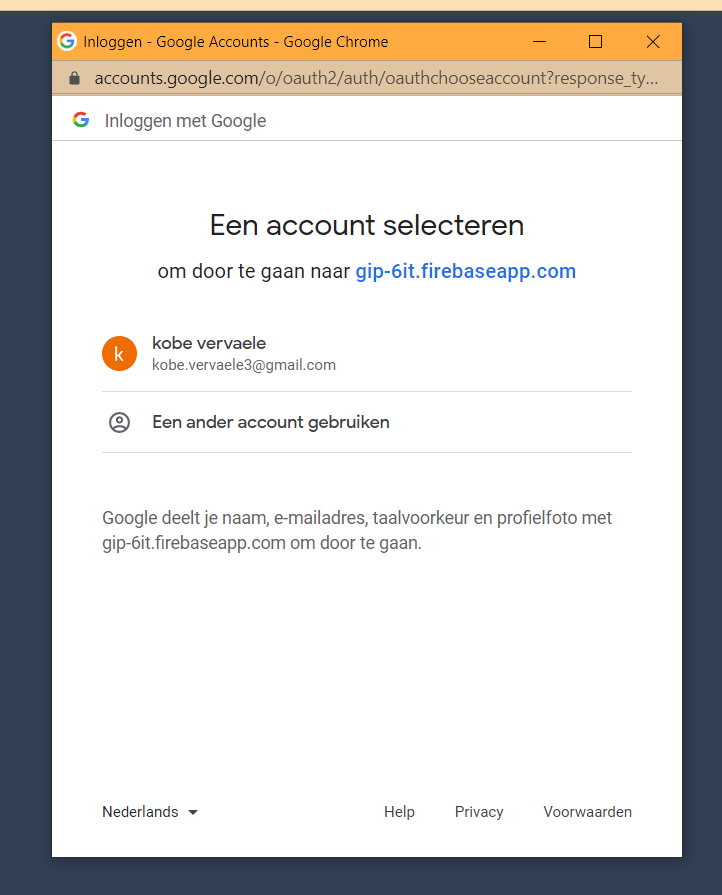 Inloggen - Google Accounts - Google Chrome
accounts.google.com/o/oauth2/auth/oauthchooseaccount?response_ty...
Inloggen met Google
Een account selecteren
om door te gaan naar gip-6it.firebaseapp.com
k
kobe vervaele
kobe.vervaele3@gmail.com
Een ander account gebruiken
Google deelt je naam, e-mailadres, taalvoorkeur en profielfoto met
gip-6it.firebaseapp.com om door te gaan.
Nederlands
Help
Privacy
Voorwaarden